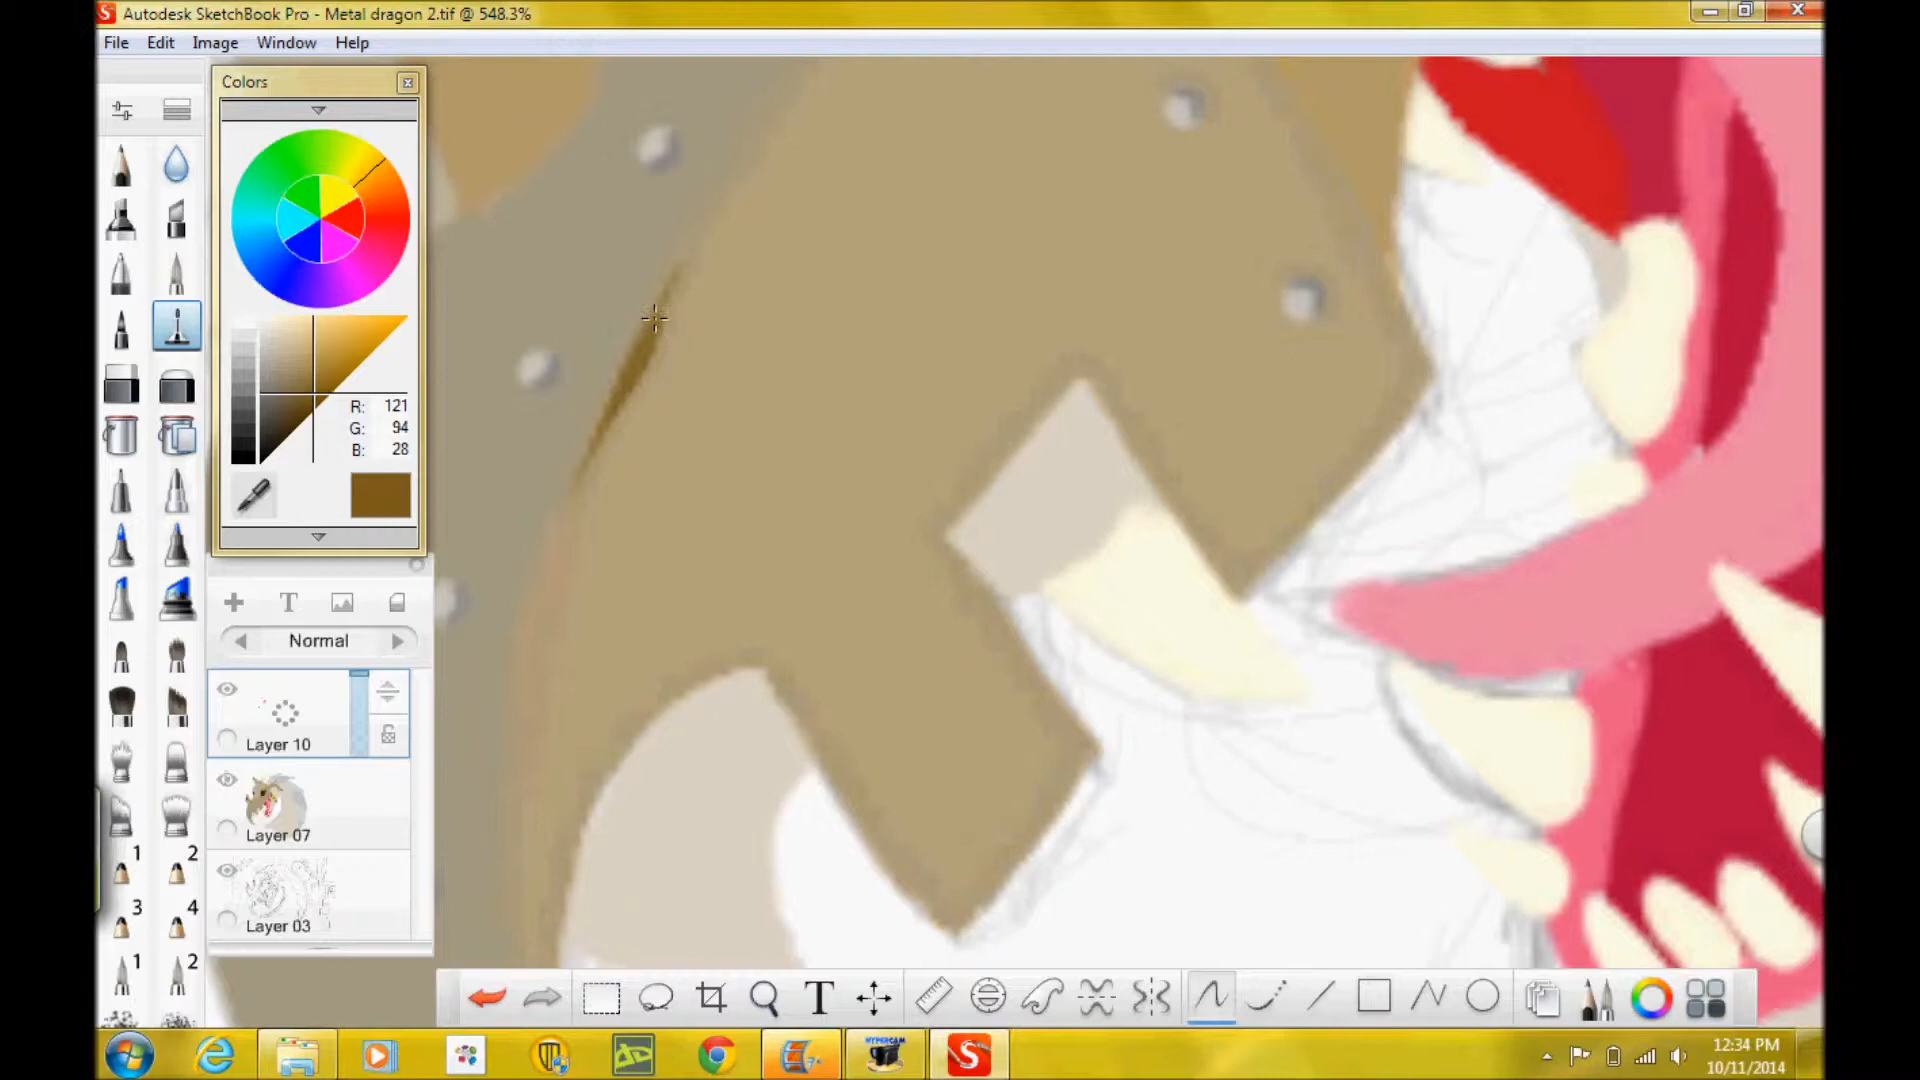 Autodesk SketchBook Pro - Metal dragon 2.tif @ 548.3%
File Edit Image Window Help
Colors
R: 121
G: 94
B: 28
T
Normal
Layer 10
Layer 07
Layer 03
1 2
3 4
1 2
T
HYPERCAM
S
12:34 PM
10/11/2014